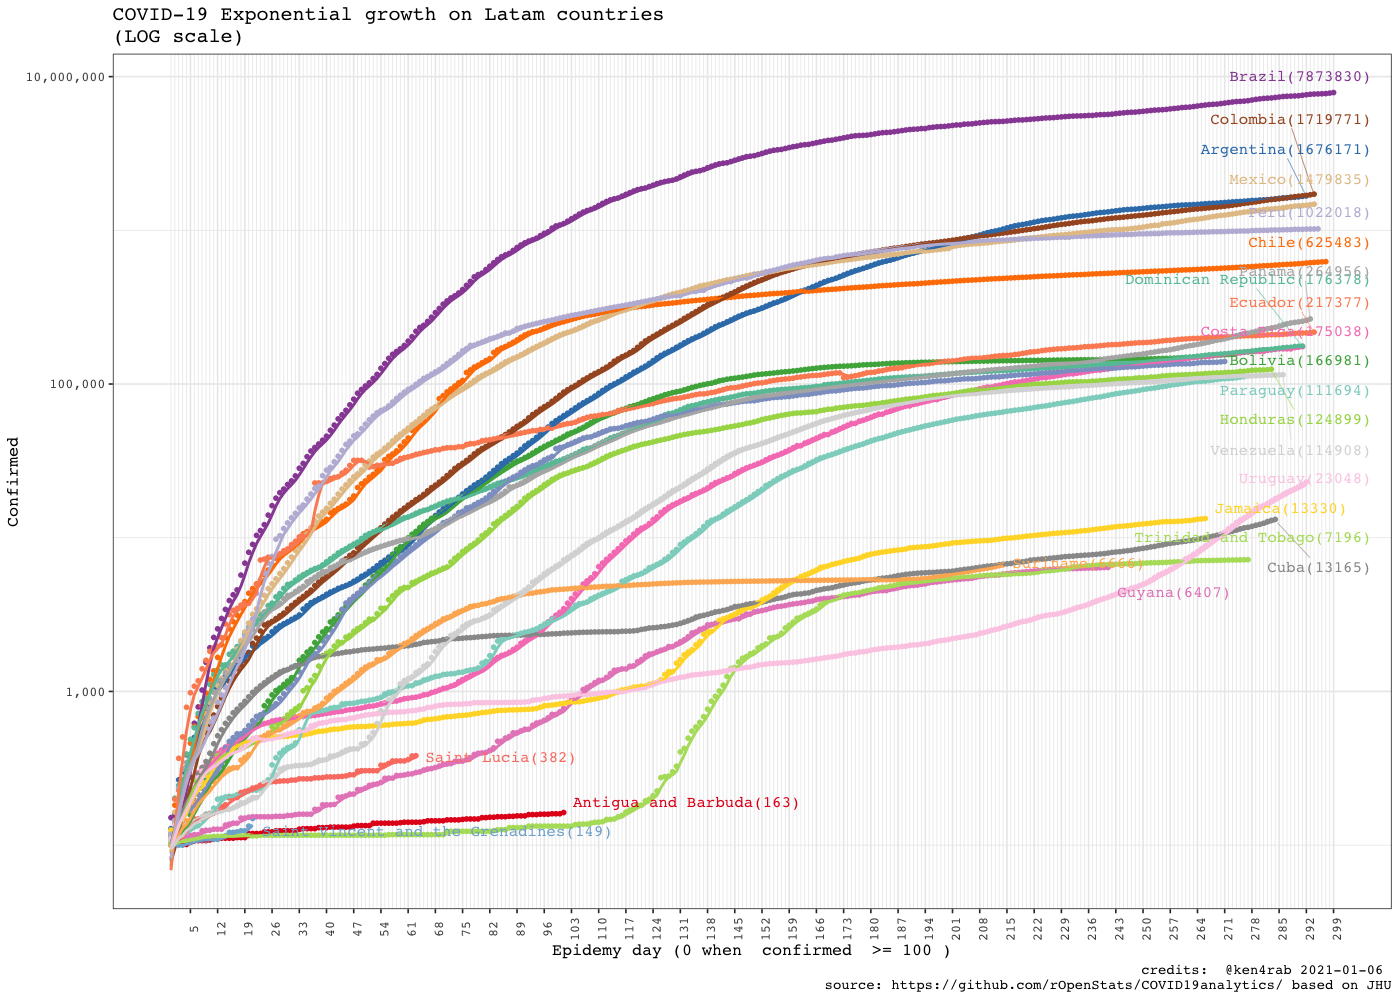 COVID-19 Exponential growth on Latam countries
(LOG scale)
10,000,000
100,000
1,000
Confirmed
Brazil(7873830)
Colombia(1719771)
Argentina(1676171)
Mexico(1479835)
Peru(1022018)
Chile(625483)
Panama(264956)
Dominican Republic(176378)
Ecuador(217377)
Costa Rica(175038)
Bolivia(166981)
Paraguay(111694)
Honduras(124899)
Venezuela(114908)
Uruguay(23048)
Jamaica(13330)
Trinidad and Tobago(7196)
Suriname(6666)
Cuba(13165)
Guyana(6407)
Saint Lucia(382)
Antigua and Barbuda(163)
Saint Vincent and the Grenadines(149)
5 12 19 26 33 40 47 54 61 68 75 82 89 96 103 110 117 124 131 138 145 152 159 166 173 180 187 194 201 208 215 222 229 236 243 250 257 264 271 278 285 292 299
Epidemy day (0 when confirmed >= 100 )
credits: @ken4rab 2021-01-06
source: https://github.com/rOpenStats/COVID19analytics/ based on JHU